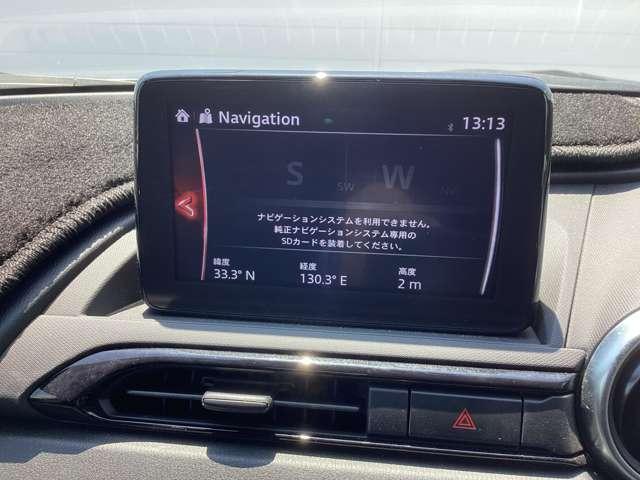 Navigation 13:13
S SW W NW
ナビゲーションシステムを利用できません。
純正ナビゲーションシステム専用の
SDカードを装着してください。
緯度 経度 高度
33.3° N 130.3° E 2 m